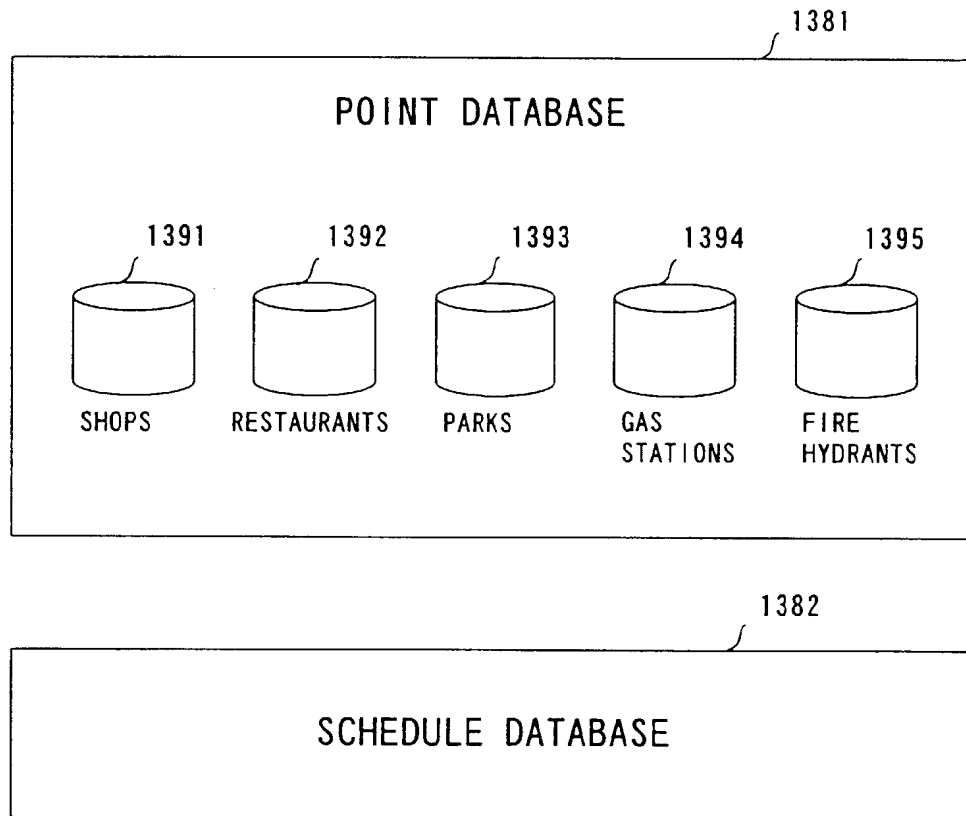 1381
POINT DATABASE
1391 1392 1393 1394 1395
SHOPS RESTAURANTS PARKS GAS STATIONS FIRE HYDRANTS
1382
SCHEDULE DATABASE